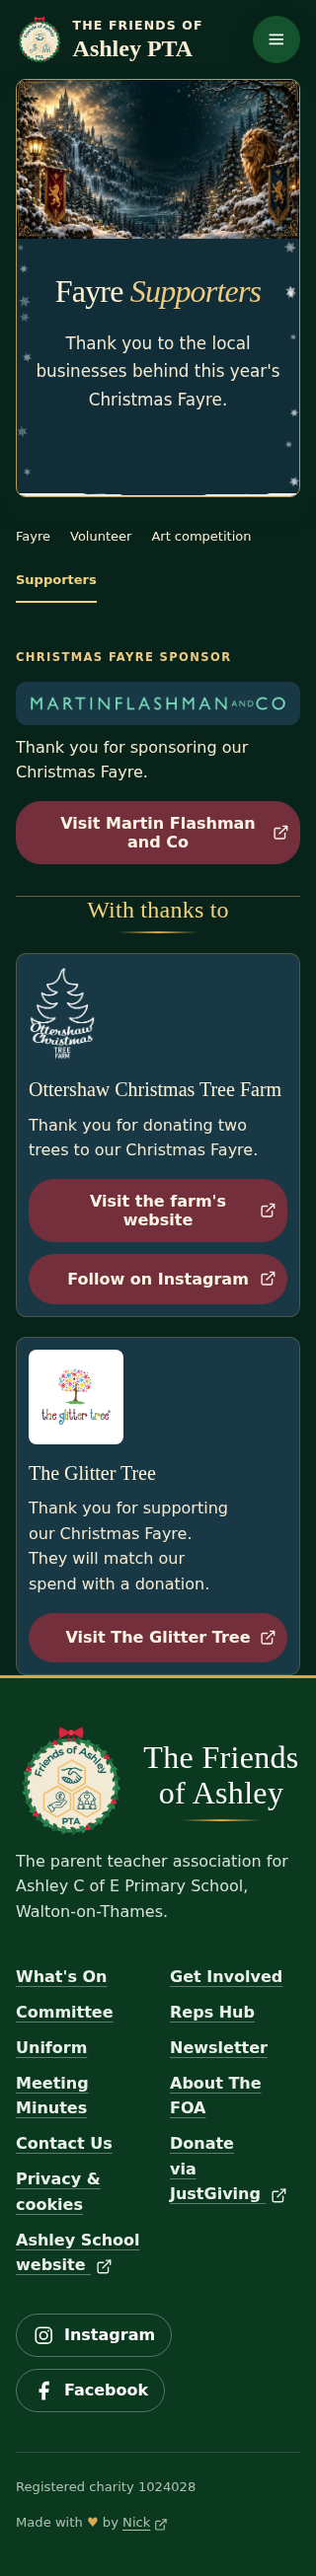 THE FRIENDS OF
Ashley PTA
Fayre Supporters
Thank you to the local
businesses behind this year's
Christmas Fayre.
Fayre Volunteer Art competition
Supporters
CHRISTMAS FAYRE SPONSOR
MARTINFLASHMANANDCO
Thank you for sponsoring our
Christmas Fayre.
Visit Martin Flashman
and Co
With thanks to
Ottershaw
Christmas
TREE
FARM
Ottershaw Christmas Tree Farm
Thank you for donating two
trees to our Christmas Fayre.
Visit the farm's
website
Follow on Instagram
the glitter tree
The Glitter Tree
Thank you for supporting
our Christmas Fayre.
They will match our
spend with a donation.
Visit The Glitter Tree
Friends of Ashley
PTA
The Friends
of Ashley
The parent teacher association for
Ashley C of E Primary School,
Walton-on-Thames.
What's On
Committee
Uniform
Meeting
Minutes
Contact Us
Privacy &
cookies
Ashley School
website
Get Involved
Reps Hub
Newsletter
About The
FOA
Donate
via
JustGiving
Instagram
Facebook
Registered charity 1024028
Made with ♥ by Nick